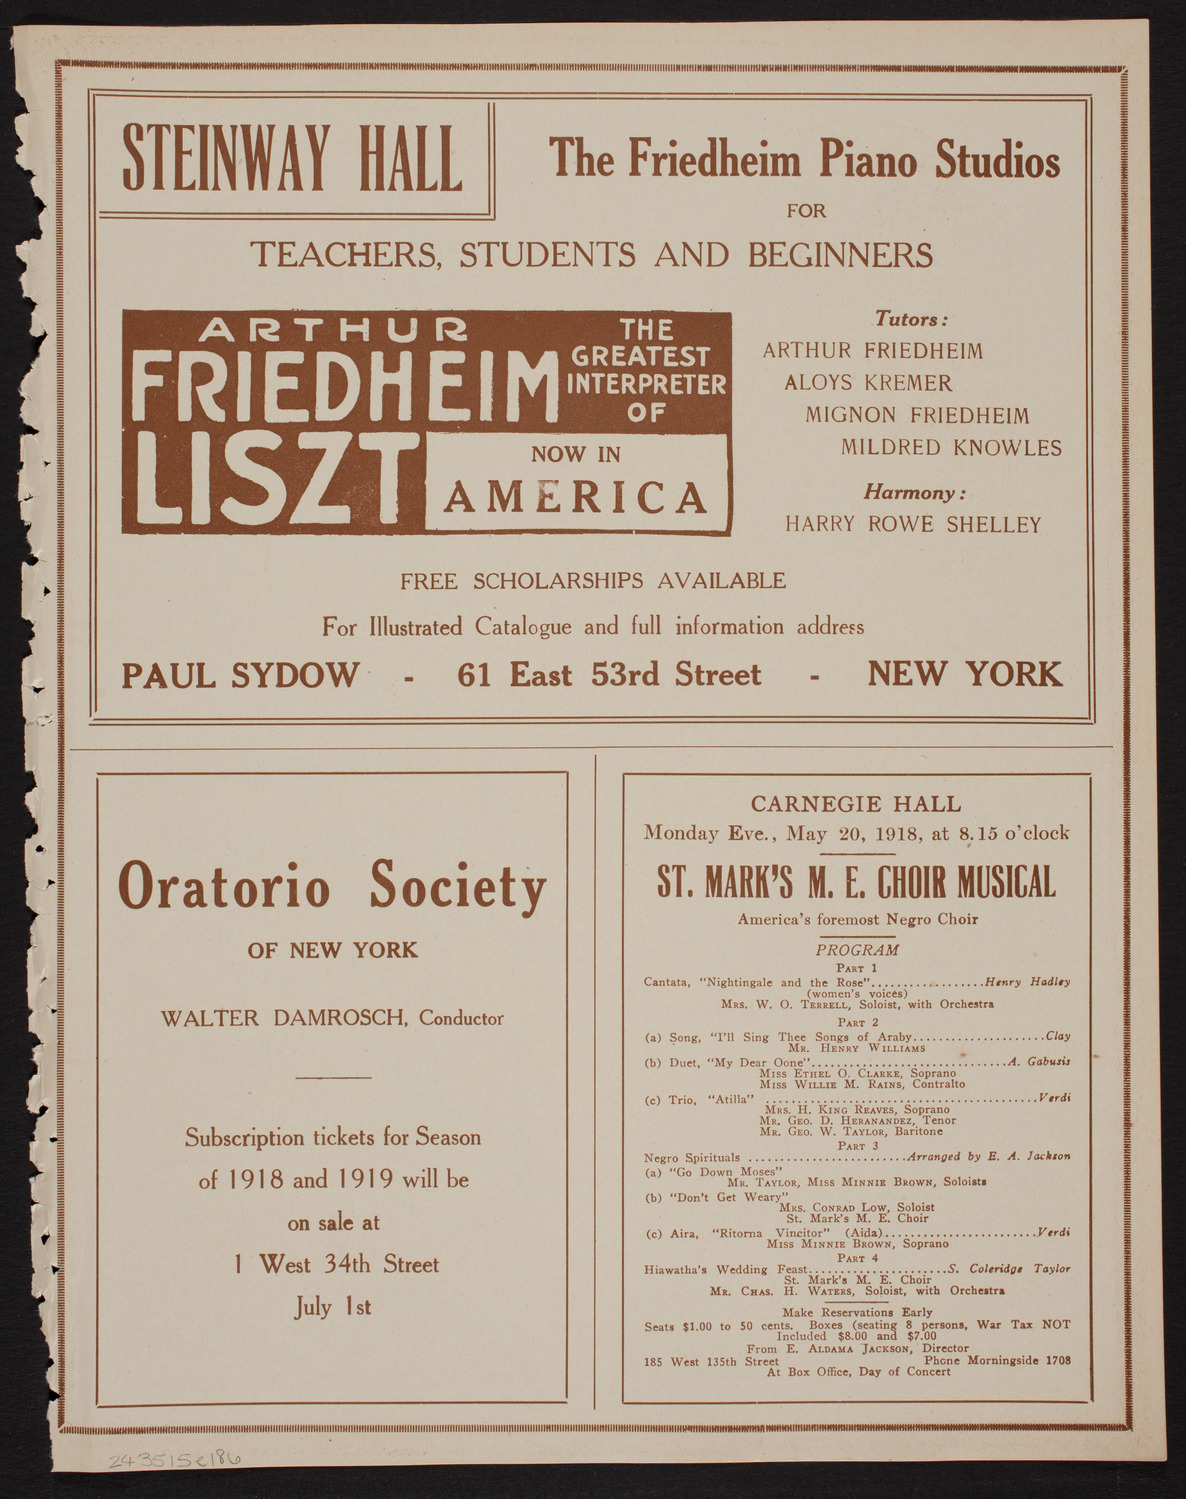 STEINWAY HALL
The Friedheim Piano Studios
FOR
TEACHERS, STUDENTS AND BEGINNERS
ARTHUR
FRIEDHEIM
THE
GREATEST
INTERPRETER
OF
LISZT
NOW IN
AMERICA
Tutors:
ARTHUR FRIEDHEIM
ALOYS KREMER
MIGNON FRIEDHEIM
MILDRED KNOWLES
Harmony:
HARRY ROWE SHELLEY
FREE SCHOLARSHIPS AVAILABLE
For Illustrated Catalogue and full information address
PAUL SYDOW - 61 East 53rd Street - NEW YORK
Oratorio Society
OF NEW YORK
WALTER DAMROSCH, Conductor
Subscription tickets for Season
of 1918 and 1919 will be
on sale at
1 West 34th Street
July 1st
CARNEGIE HALL
Monday Eve., May 20, 1918, at 8.15 o'clock
ST. MARK'S M. E. CHOIR MUSICAL
America's foremost Negro Choir
PROGRAM
PART 1
Cantata, "Nightingale and the Rose"..................Henry Hadley
(women's voices)
MRS. W. O. TERRELL, Soloist, with Orchestra
PART 2
(a) Song, "I'll Sing Thee Songs of Araby.....................Clay
MR. HENRY WILLIAMS
(b) Duet, "My Dear Oone"...............................A. Gabusis
MISS ETHEL O. CLARKE, Soprano
MISS WILLIE M. RAINS, Contralto
(c) Trio, "Atilla" ...........................................Verdi
MRS. H. KING REAVES, Soprano
MR. GEO. D. HERANANDEZ, Tenor
MR. GEO. W. TAYLOR, Baritone
PART 3
Negro Spirituals ........................Arranged by E. A. Jackson
(a) "Go Down Moses"
MR. TAYLOR, MISS MINNIE BROWN, Soloists
(b) "Don't Get Weary"
MRS. CONRAD LOW, Soloist
St. Mark's M. E. Choir
(c) Aira, "Ritorna Vincitor" (Aida)........................Verdi
MISS MINNIE BROWN, Soprano
PART 4
Hiawatha's Wedding Feast......................S. Coleridge Taylor
St. Mark's M. E. Choir
MR. CHAS. H. WATERS, Soloist, with Orchestra
Make Reservations Early
Seats $1.00 to 50 cents. Boxes (seating 8 persons, War Tax NOT
Included $8.00 and $7.00
From E. ALDAMA JACKSON, Director
185 West 135th Street Phone Morningside 1708
At Box Office, Day of Concert
243515e186